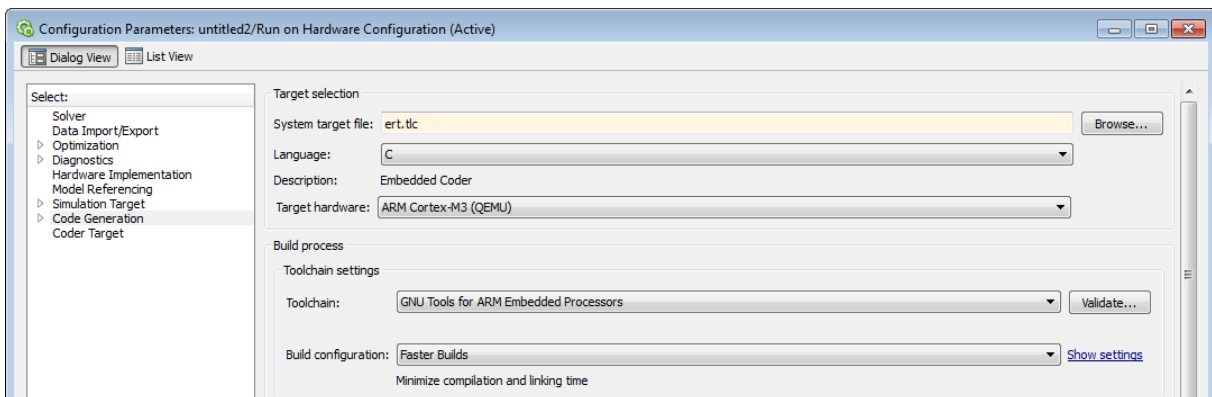 Configuration Parameters: untitled2/Run on Hardware Configuration (Active)
Dialog View List View
Select:
Solver
Data Import/Export
Optimization
Diagnostics
Hardware Implementation
Model Referencing
Simulation Target
Code Generation
Coder Target
Target selection
System target file: ert.tlc Browse...
Language: C
Description: Embedded Coder
Target hardware: ARM Cortex-M3 (QEMU)
Build process
Toolchain settings
Toolchain: GNU Tools for ARM Embedded Processors Validate...
Build configuration: Faster Builds Show settings
Minimize compilation and linking time